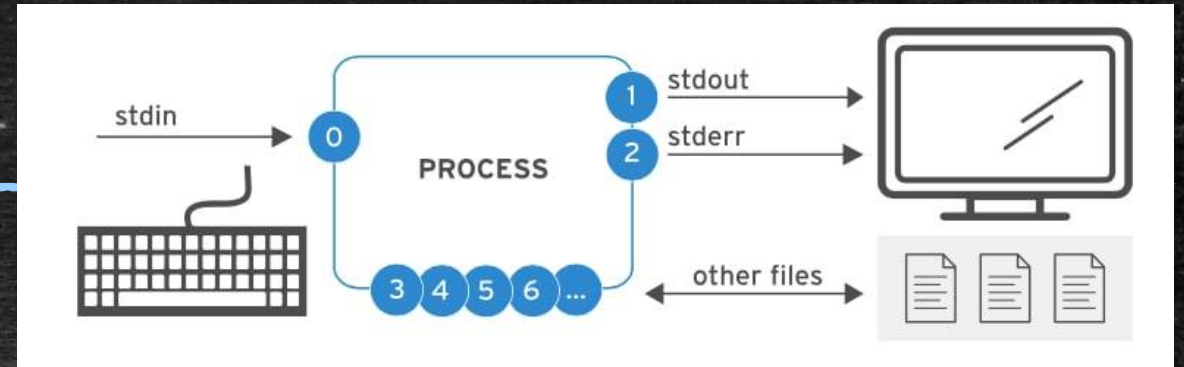 stdin
0
PROCESS
1
stdout
2
stderr
3 4 5 6 ...
other files